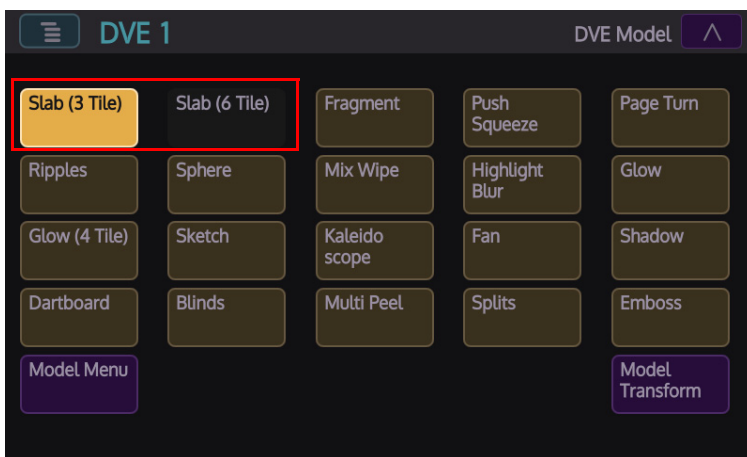 DVE 1
DVE Model
Slab (3 Tile)
Slab (6 Tile)
Fragment
Push
Squeeze
Page Turn
Ripples
Sphere
Mix Wipe
Highlight
Blur
Glow
Glow (4 Tile)
Sketch
Kaleido
scope
Fan
Shadow
Dartboard
Blinds
Multi Peel
Splits
Emboss
Model Menu
Model
Transform